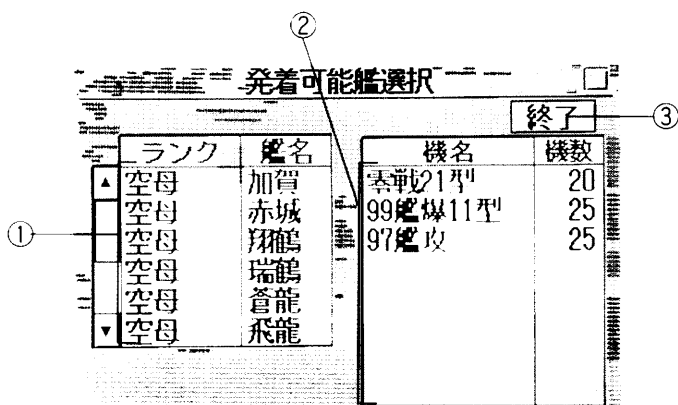 ②
発着可能艦選択
終了
③
ランク 艦名
空母 加賀
空母 赤城
空母 翔鶴
空母 瑞鶴
空母 蒼龍
空母 飛龍
①
機名 機数
零戦21型 20
99艦爆11型 25
97艦攻 25